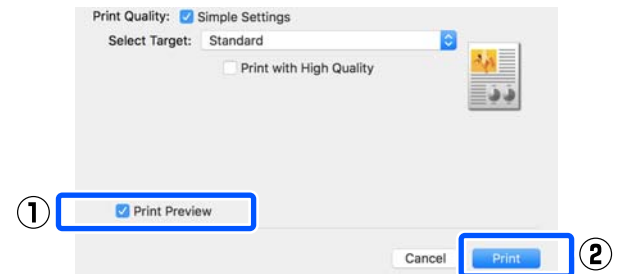 Print Quality: Simple Settings
Select Target: Standard
Print with High Quality
① Print Preview
Cancel Print ②